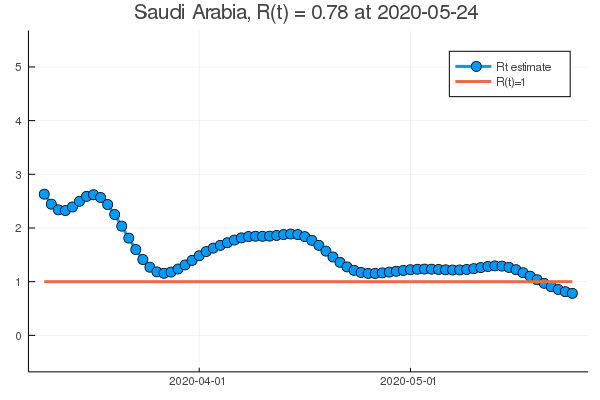 Saudi Arabia, R(t) = 0.78 at 2020-05-24
5
4
3
2
1
0
Rt estimate
R(t)=1
2020-04-01
2020-05-01